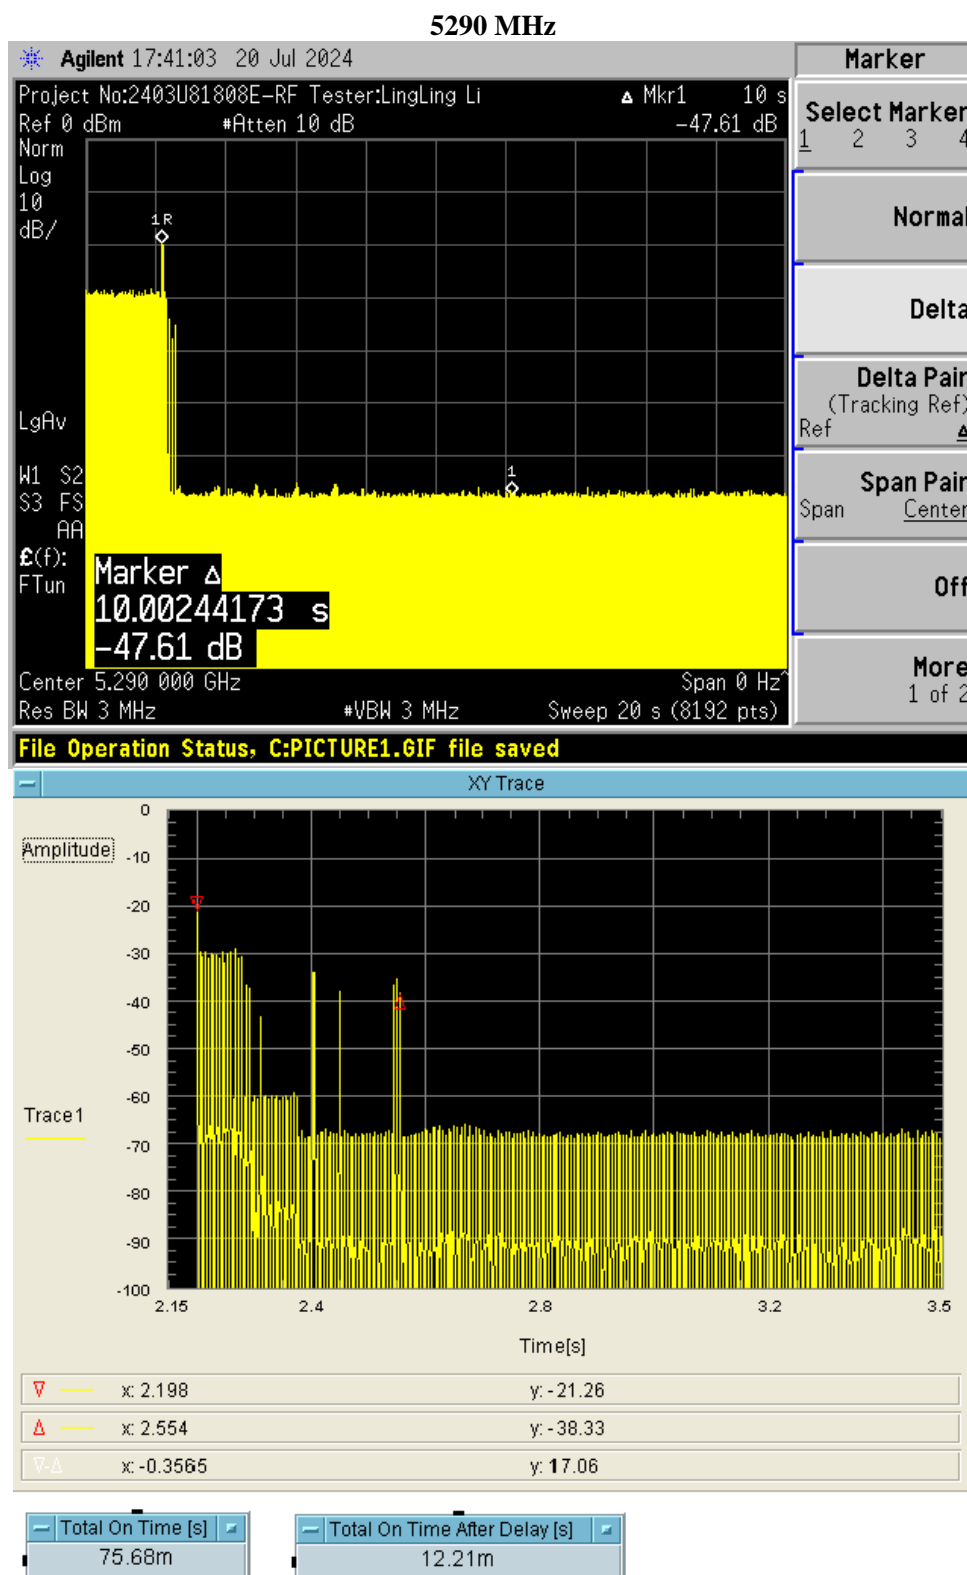 5290 MHz
Agilent 17:41:03 20 Jul 2024
Marker
Project No:2403U81808E-RF Tester:LingLing Li
Δ Mkr1 10 s
Ref 0 dBm #Atten 10 dB -47.61 dB
Norm
Log
10
dB/
1R
1
LgAv
W1 S2
S3 FS
AA
£(f):
FTun
Marker Δ
10.00244173 s
-47.61 dB
Center 5.290 000 GHz Span 0 Hz^
Res BW 3 MHz #VBW 3 MHz Sweep 20 s (8192 pts)
Select Marker
1 2 3 4
Normal
Delta
Delta Pair
(Tracking Ref)
Ref Δ
Span Pair
Span Center
Off
More
1 of 2
File Operation Status, C:PICTURE1.GIF file saved
XY Trace
Amplitude
0
-10
-20
-30
-40
-50
-60
-70
-80
-90
-100
Trace1
2.15 2.4 2.8 3.2 3.5
Time[s]
x: 2.198 y: -21.26
x: 2.554 y: -38.33
∇-Δ x: -0.3565 y: 17.06
Total On Time [s]
75.68m
Total On Time After Delay [s]
12.21m